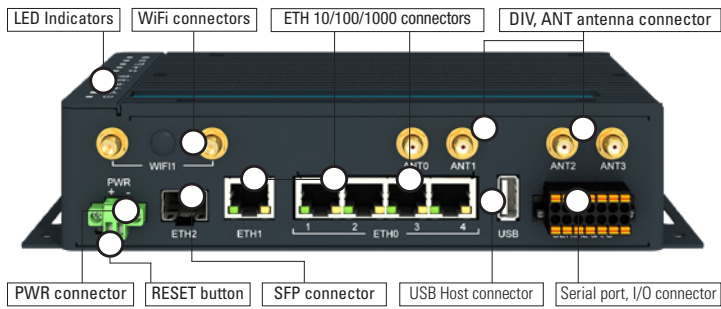 LED Indicators
WiFi connectors
ETH 10/100/1000 connectors
DIV, ANT antenna connector
WIFI1
ANT0
ANT1
ANT2
ANT3
PWR
+ -
ETH2
ETH1
1 2 3 4
ETH0
USB
PWR connector
RESET button
SFP connector
USB Host connector
Serial port, I/O connector